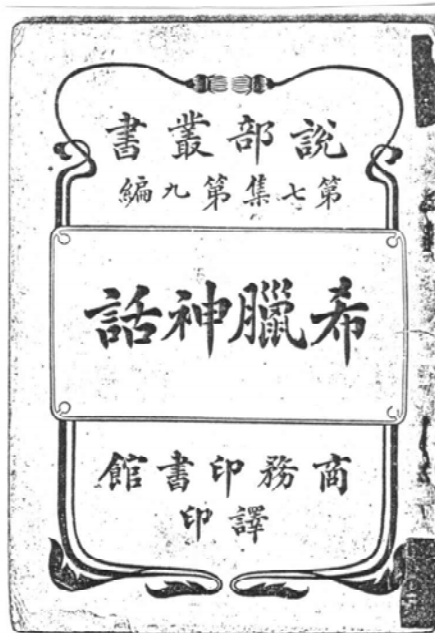 說部叢書
第七集第九編
希臘神話
商務印書館
譯印